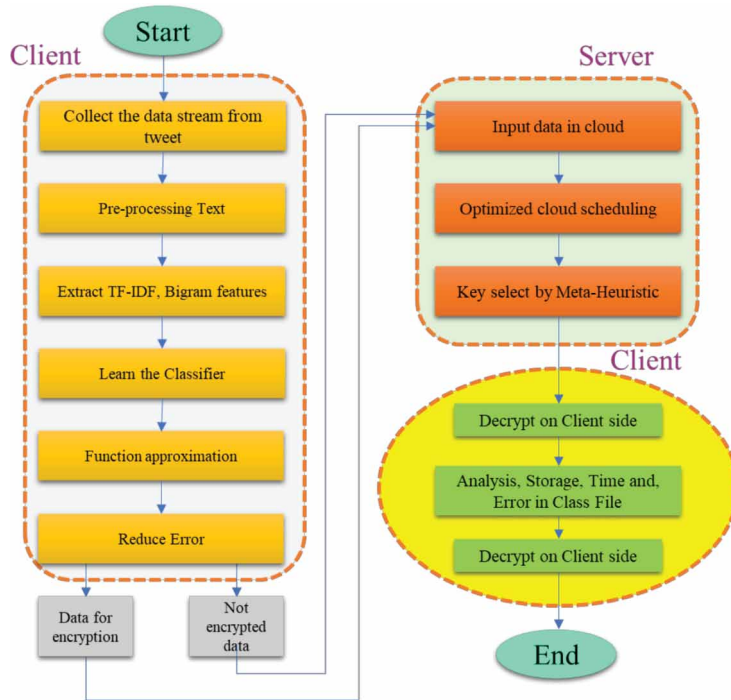 Start
Client
Collect the data stream from
tweet
Pre-processing Text
Extract TF-IDF, Bigram features
Learn the Classifier
Function approximation
Reduce Error
Data for
encryption
Not
encrypted
data
Server
Input data in cloud
Optimized cloud scheduling
Key select by Meta-Heuristic
Client
Decrypt on Client side
Analysis, Storage, Time and,
Error in Class File
Decrypt on Client side
End